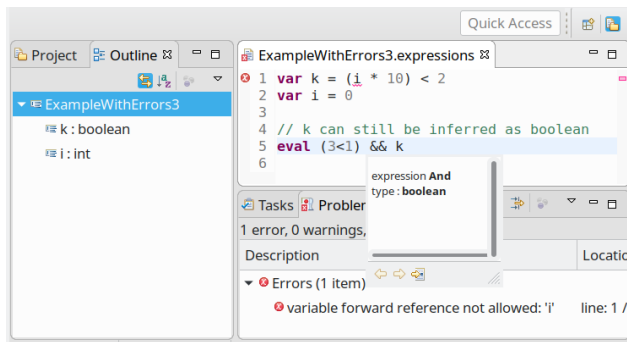 Quick Access
Project
Outline
ExampleWithErrors3
k : boolean
i : int
ExampleWithErrors3.expressions
1 var k = (i * 10) < 2
2 var i = 0
3
4 // k can still be inferred as boolean
5 eval (3<1) && k
6
expression And
type : boolean
Tasks
Problem
1 error, 0 warnings,
Description
Locatio
Errors (1 item)
variable forward reference not allowed: 'i'
line: 1 /